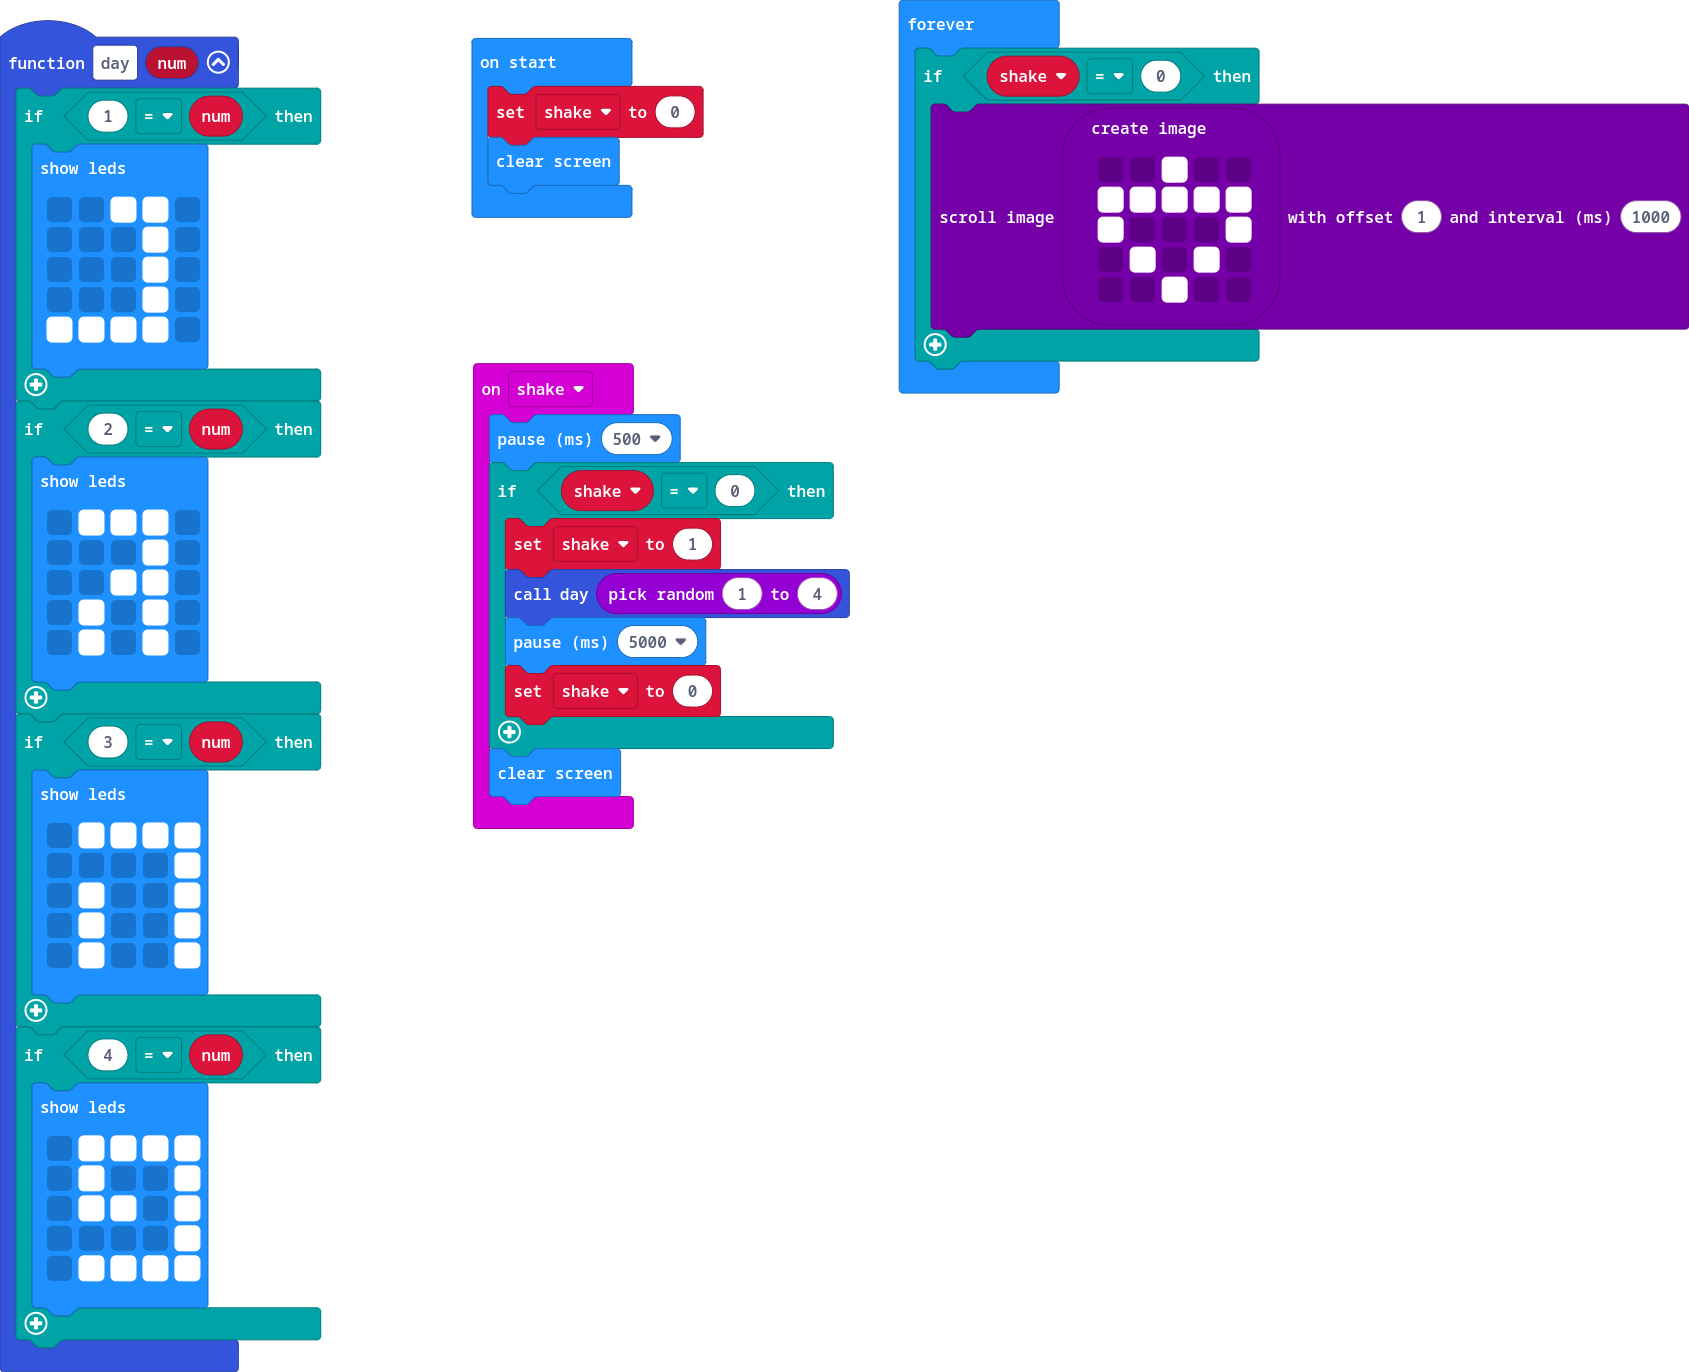 function day num
if 1 = num then
show leds
if 2 = num then
show leds
if 3 = num then
show leds
if 4 = num then
show leds
on start
set shake to 0
clear screen
on shake
pause (ms) 500
if shake = 0 then
set shake to 1
call day pick random 1 to 4
pause (ms) 5000
set shake to 0
clear screen
forever
if shake = 0 then
create image
scroll image with offset 1 and interval (ms) 1000